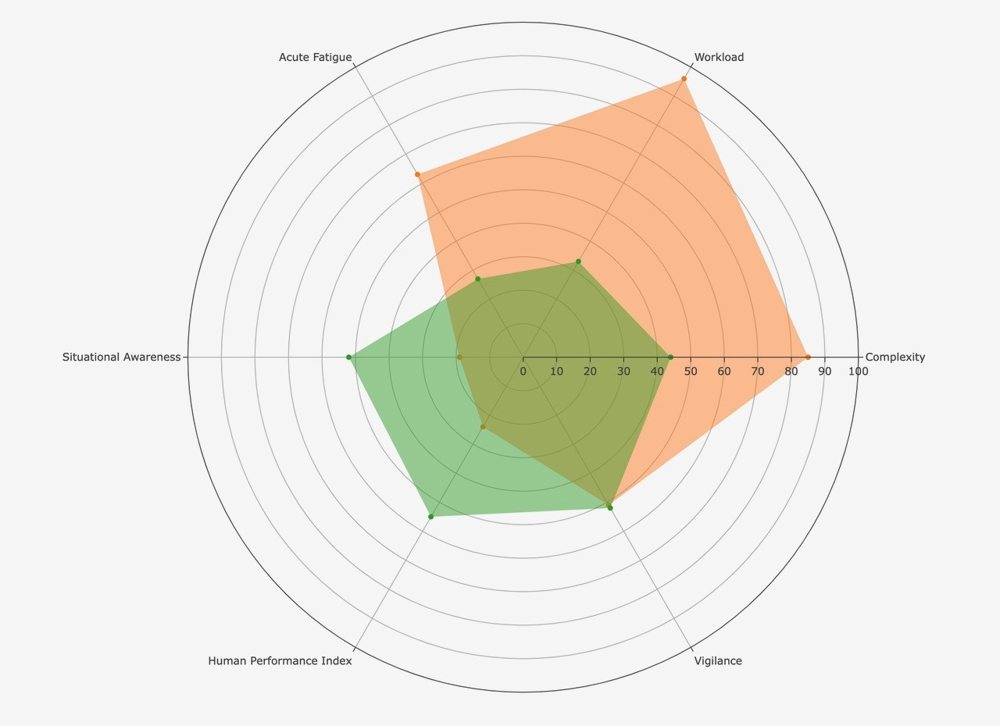 Acute Fatigue
Workload
Situational Awareness
Complexity
0 10 20 30 40 50 60 70 80 90 100
Human Performance Index
Vigilance